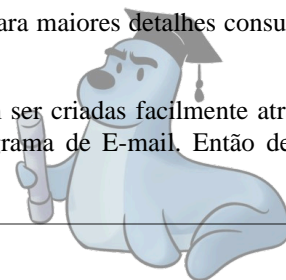 ara maiores detalhes consu
ser criadas facilmente atr
rama de E-mail. Então de